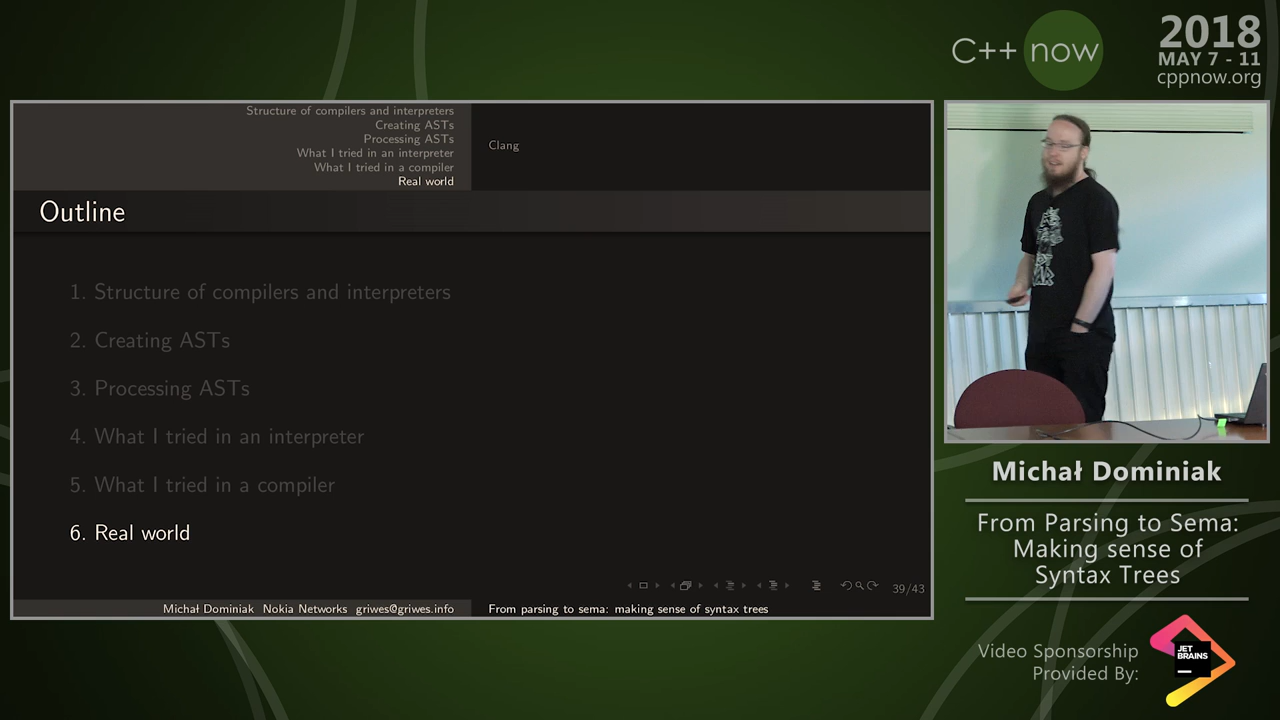 C++ now
2018
MAY 7 - 11
cppnow.org
Structure of compilers and interpreters
Creating ASTs
Processing ASTs
What I tried in an interpreter
What I tried in a compiler
Real world
Clang
Outline
1. Structure of compilers and interpreters
2. Creating ASTs
3. Processing ASTs
4. What I tried in an interpreter
5. What I tried in a compiler
6. Real world
39/43
Michał Dominiak Nokia Networks griwes@griwes.info
From parsing to sema: making sense of syntax trees
Michał Dominiak
From Parsing to Sema:
Making sense of
Syntax Trees
Video Sponsorship
Provided By:
JET
BRAINS